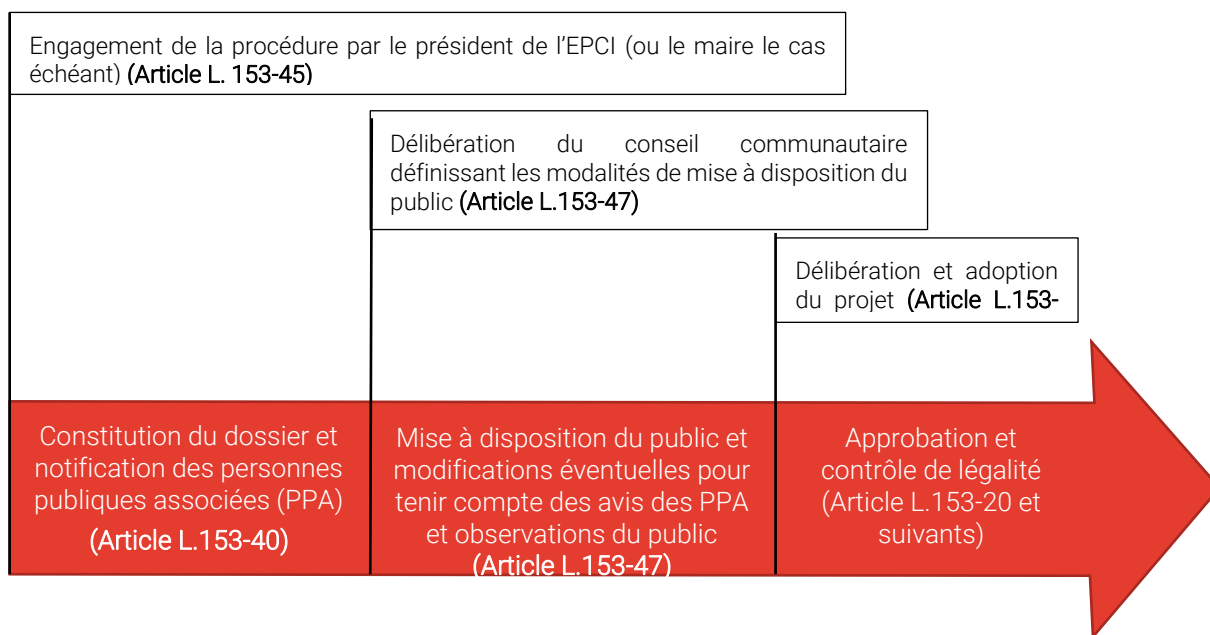 Engagement de la procédure par le président de l'EPCI (ou le maire le cas
échéant) (Article L. 153-45)
Délibération du conseil communautaire
définissant les modalités de mise à disposition du
public (Article L.153-47)
Délibération et adoption
du projet (Article L.153-
Constitution du dossier et
notification des personnes
publiques associées (PPA)
(Article L.153-40)
Mise à disposition du public et
modifications éventuelles pour
tenir compte des avis des PPA
et observations du public
(Article L.153-47)
Approbation et
contrôle de légalité
(Article L.153-20 et
suivants)